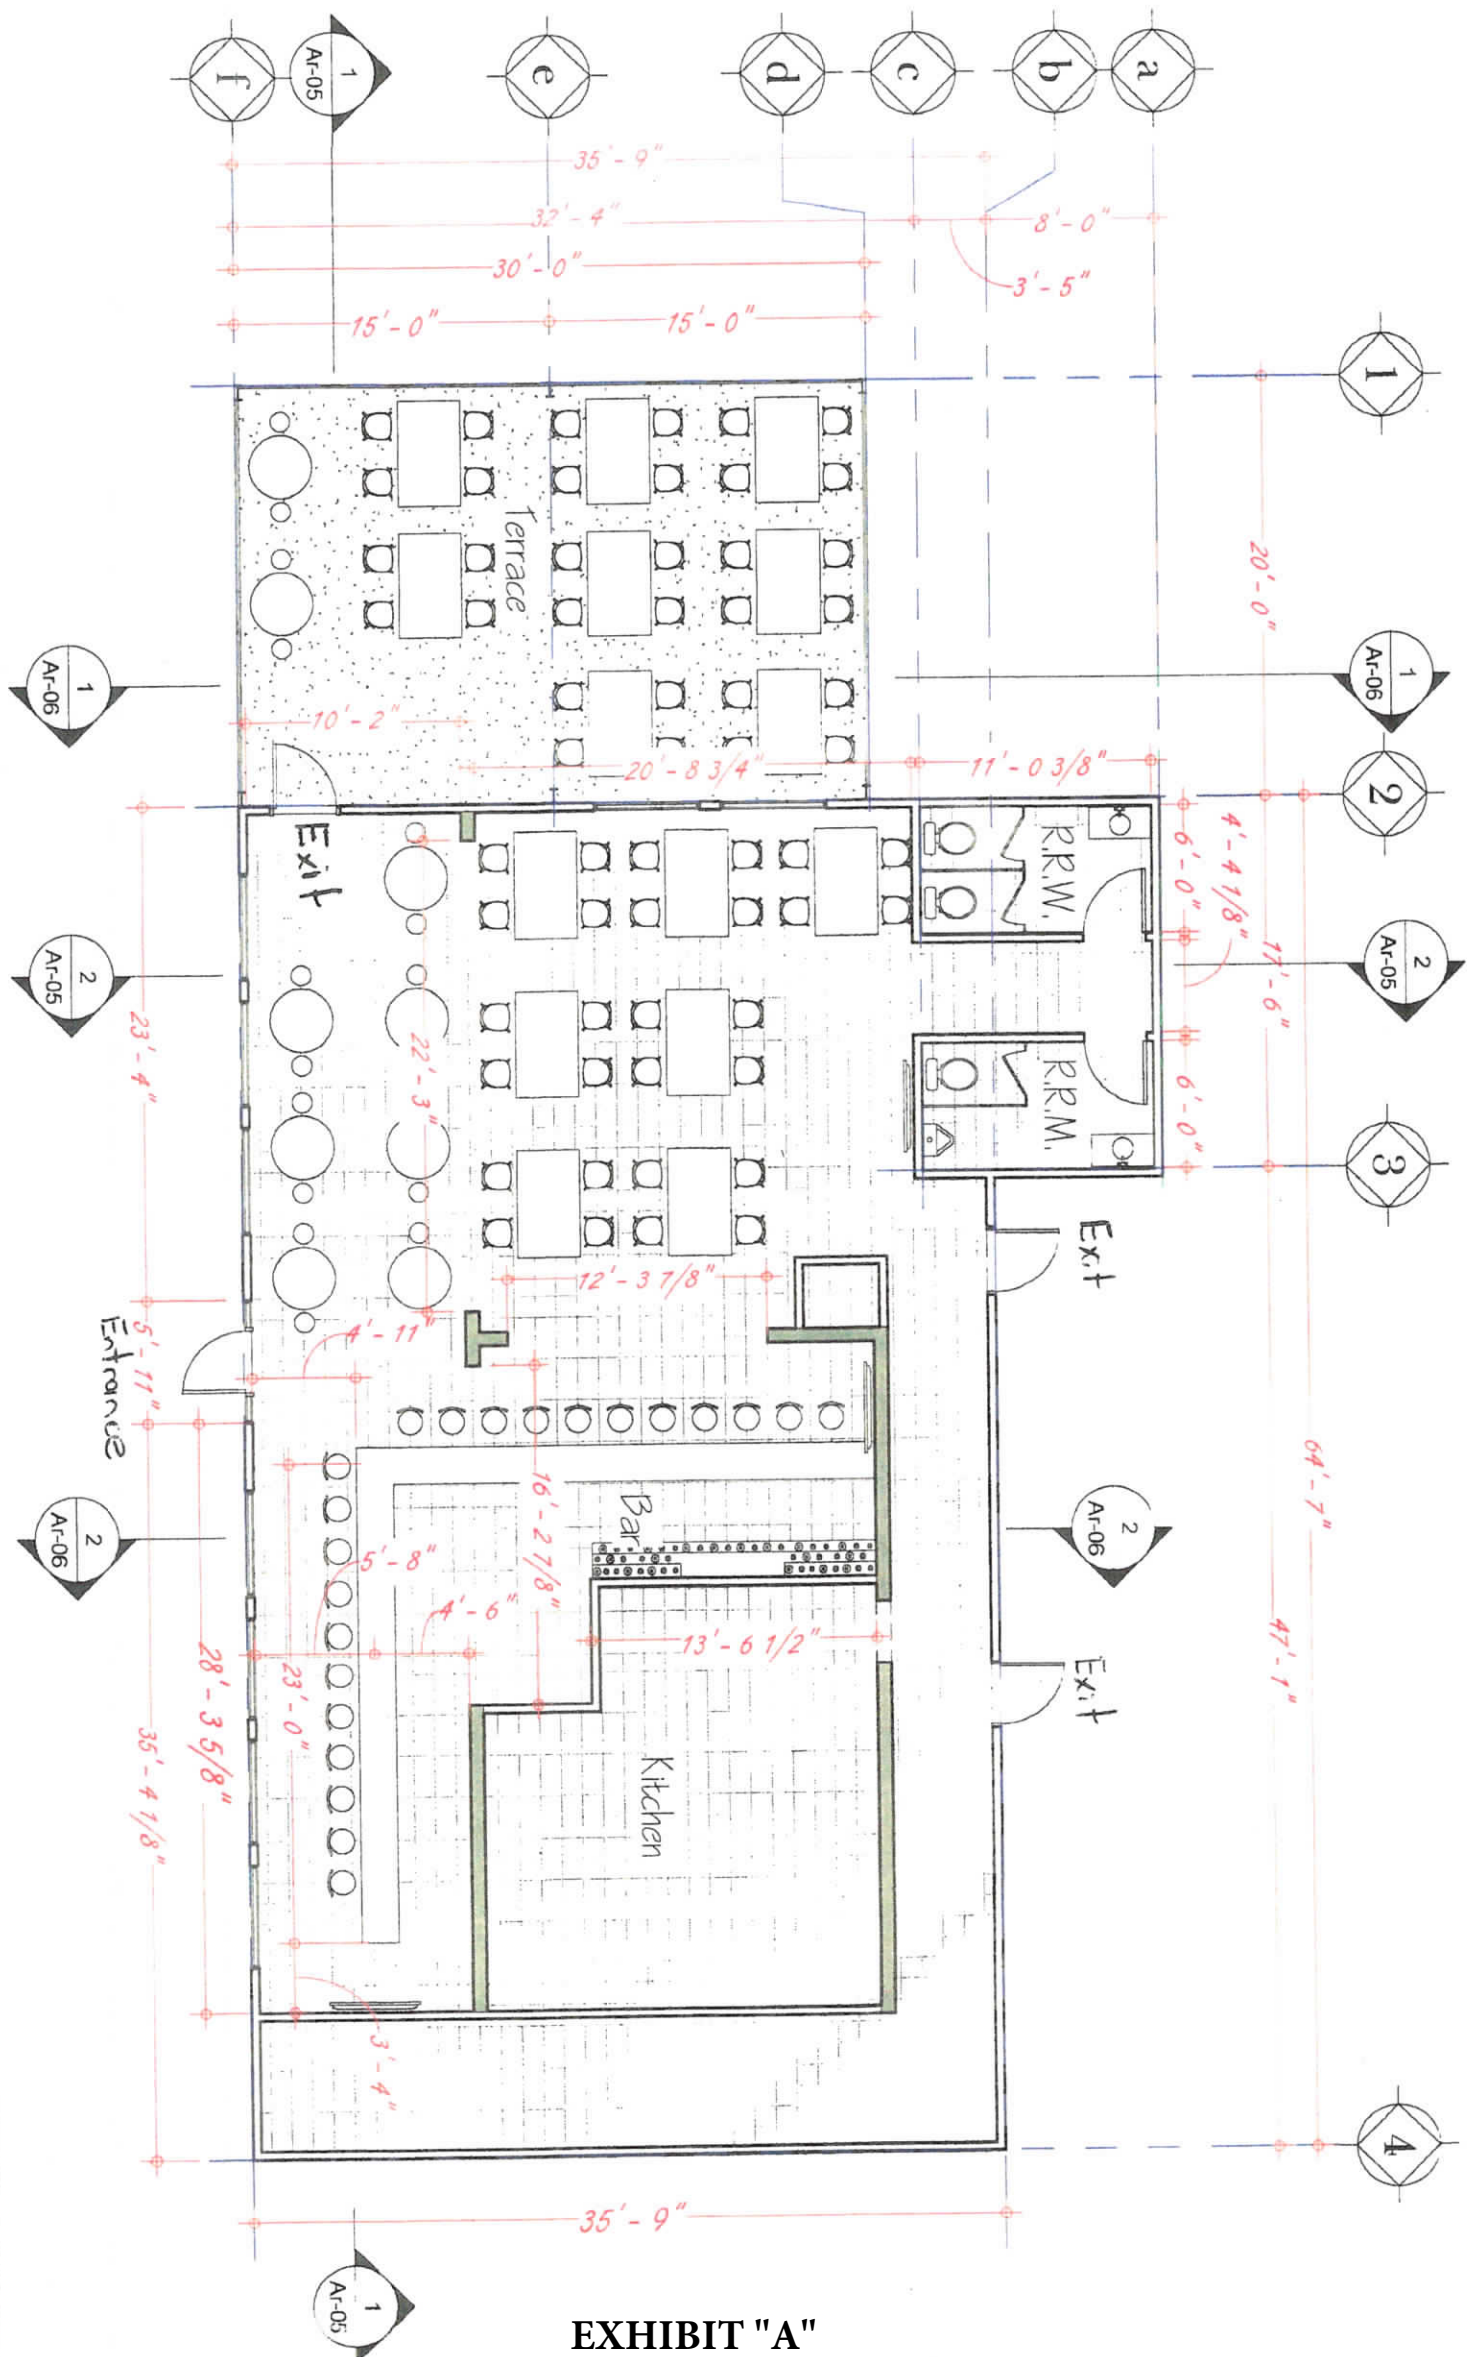 f
1
Ar-05
e
d
c
b
a
35'-9"
32'-4"
8'-0"
30'-0"
3'-5"
15'-0"
15'-0"
1
20'-0"
Terrace
1
Ar-06
1
Ar-06
10'-2"
20'-8 3/4"
11'-0 3/8"
2
Exit
R.R.W.
6'-0"
4'-4 1/8"
17'-6"
2
Ar-05
2
Ar-05
23'-4"
22'-3"
R.R.M.
6'-0"
3
Exit
12'-3 7/8"
5'-11"
Entrance
4'-11"
64'-7"
16'-2 7/8"
Bar
2
Ar-06
2
Ar-06
5'-8"
4'-6"
13'-6 1/2"
Exit
47'-1"
28'-3 5/8"
23'-0"
35'-4 1/8"
Kitchen
3'-4"
4
35'-9"
1
Ar-05
EXHIBIT "A"